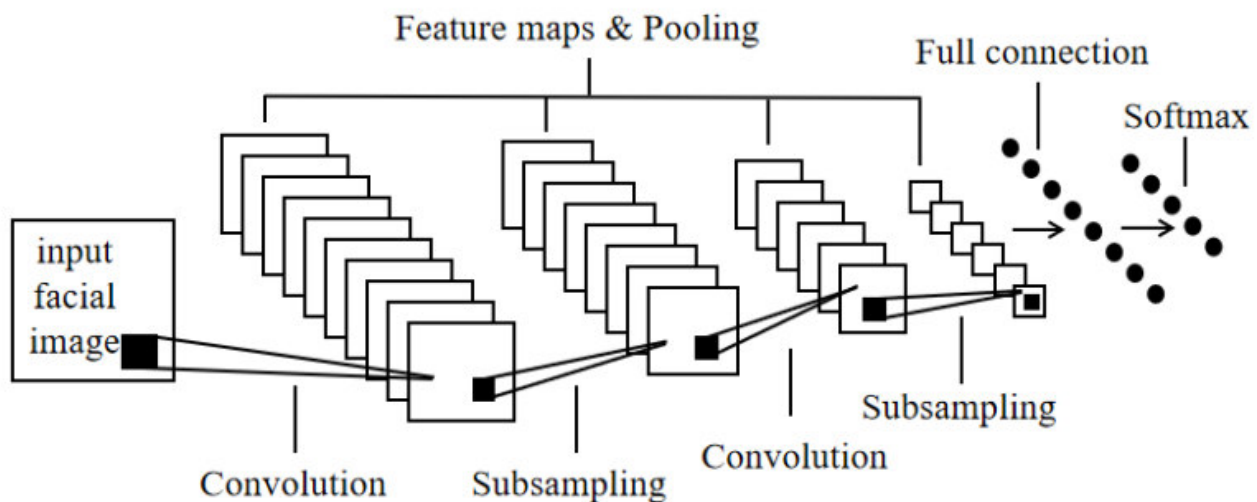 Feature maps & Pooling
Full connection
Softmax
input
facial
image
Convolution
Subsampling
Convolution
Subsampling